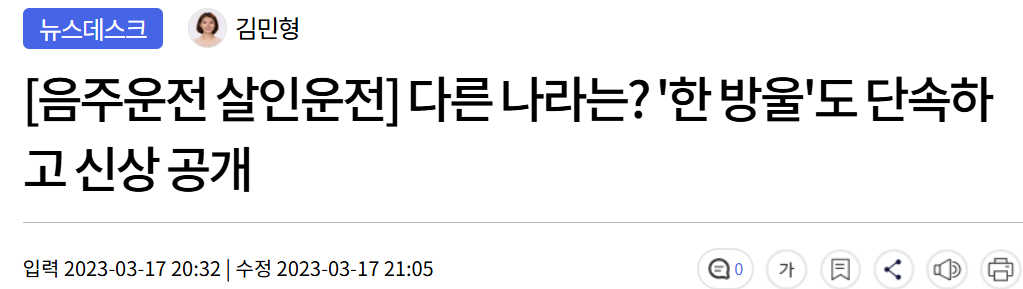 뉴스데스크 김민형
[음주운전 살인운전] 다른 나라는? '한 방울'도 단속하
고 신상 공개
입력 2023-03-17 20:32 | 수정 2023-03-17 21:05 0 가